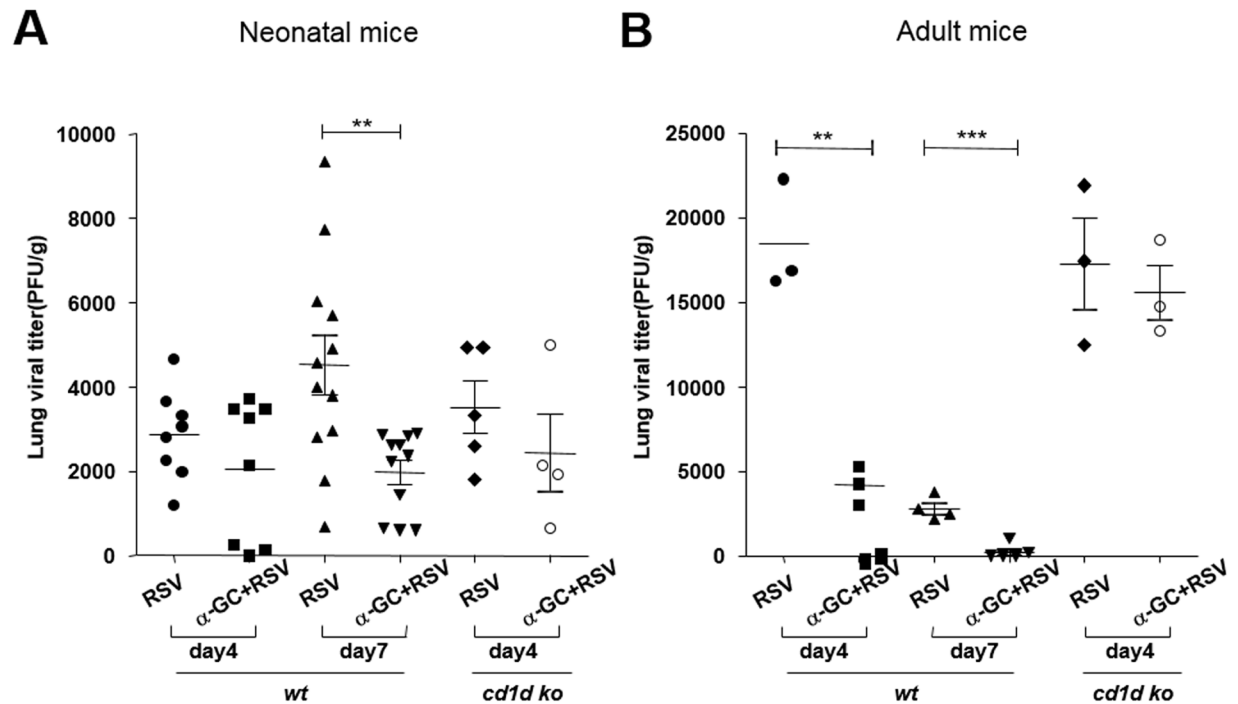 A
Neonatal mice
Lung viral titer(PFU/g)
10000
8000
6000
4000
2000
0
**
RSV
α-GC+RSV
RSV
α-GC+RSV
RSV
α-GC+RSV
day4
day7
day4
wt
cd1d ko
B
Adult mice
Lung viral titer(PFU/g)
25000
20000
15000
10000
5000
0
**
***
RSV
α-GC+RSV
RSV
α-GC+RSV
RSV
α-GC+RSV
day4
day7
day4
wt
cd1d ko